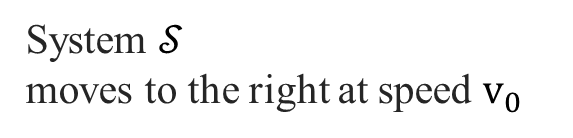 System 𝒮
moves to the right at speed v₀